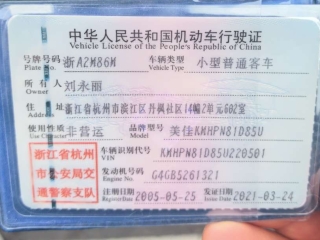 中华人民共和国机动车行驶证
Vehicle License of the People's Republic of China
号牌号码 浙A2M86M 车辆类型 小型普通客车
Plate No. Vehicle Type
所有人 刘永丽
Owner
住址 浙江省杭州市滨江区丹枫社区14幢2单元602室
Address
使用性质 非营运 品牌型号 美佳KMHPN81D85U
Use Character Model
浙江省杭州市公安局交通警察支队
车辆识别代号 KMHPN81D85U220501
VIN
发动机号码 G4GB5261321
Engine No.
注册日期 2005-05-25 发证日期 2021-03-24
Register Date Issue Date